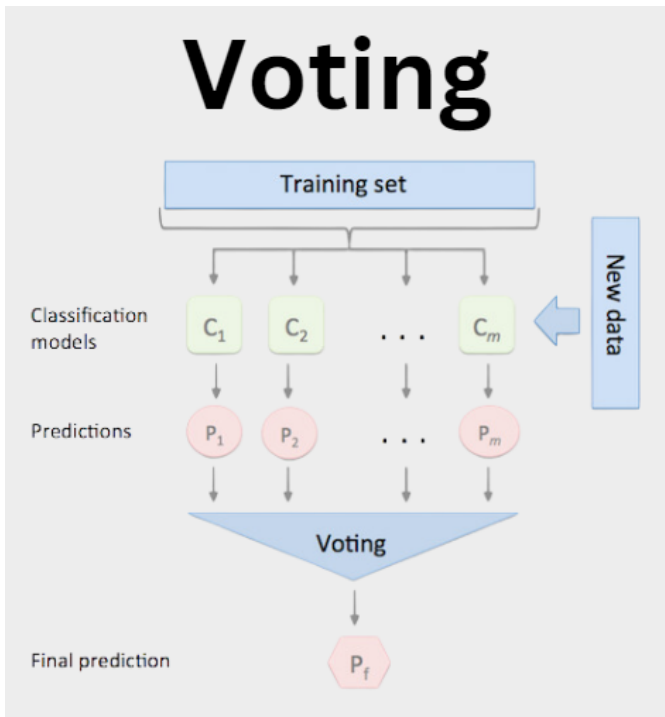 Voting
Training set
New data
Classification
models
C1 C2 . . . Cm
Predictions
P1 P2 . . . Pm
Voting
Final prediction
Pf